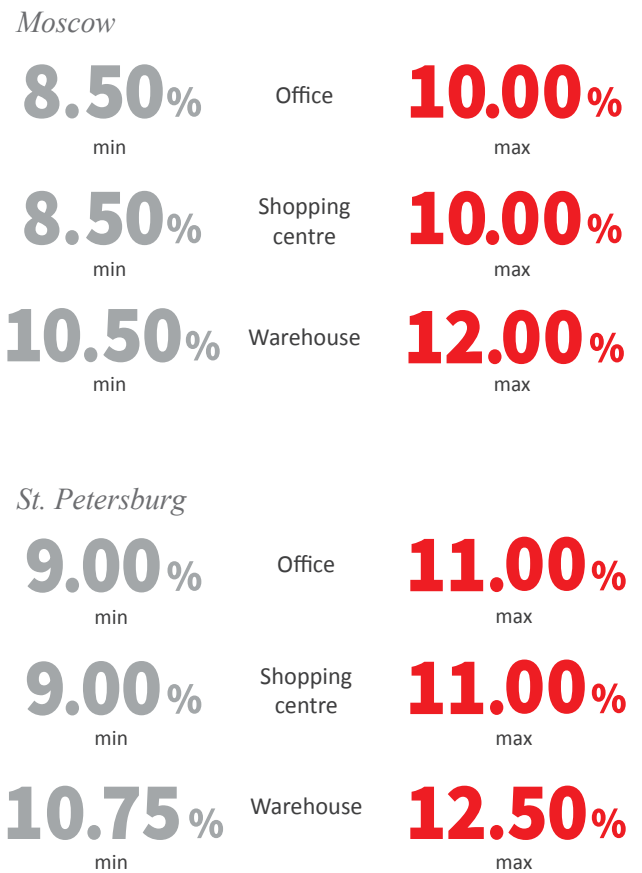 Moscow
8.50% Office 10.00%
min max
8.50% Shopping centre 10.00%
min max
10.50% Warehouse 12.00%
min max
St. Petersburg
9.00% Office 11.00%
min max
9.00% Shopping centre 11.00%
min max
10.75% Warehouse 12.50%
min max